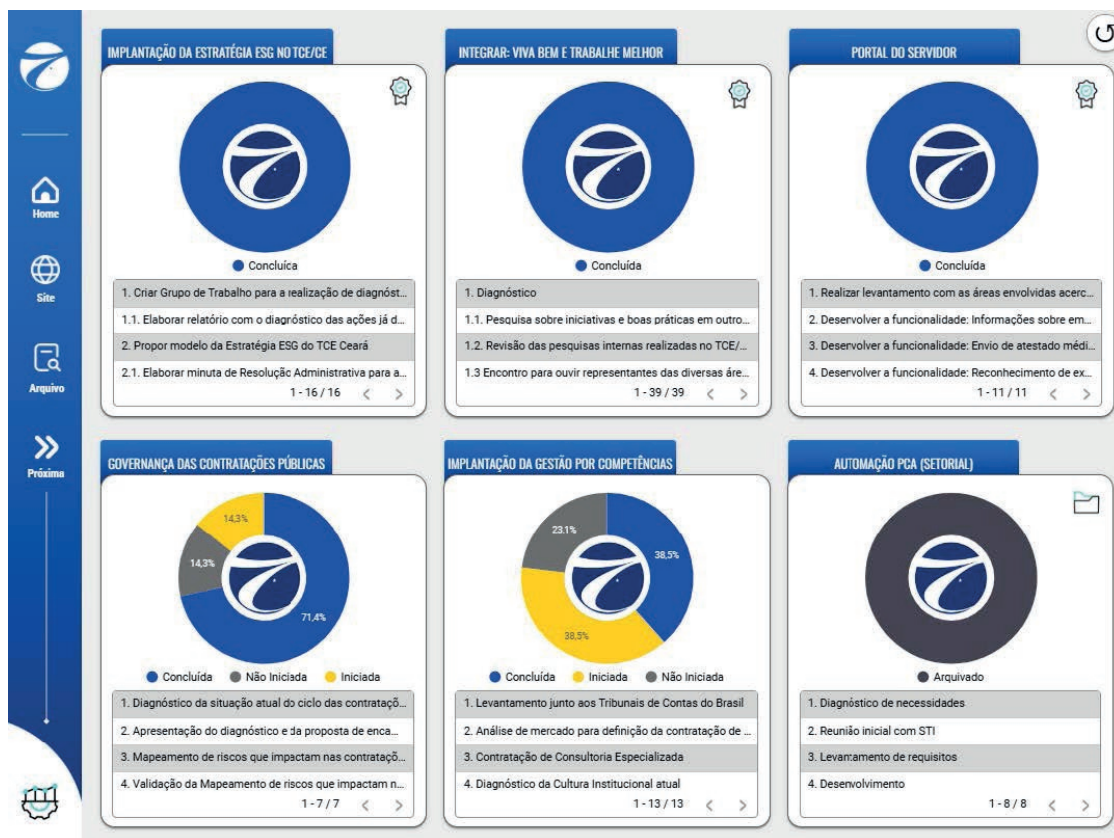 Home
Site
Arquivo
Próxima
IMPLANTAÇÃO DA ESTRATÉGIA ESG NO TCE/CE
Concluíca
1. Criar Grupo de Trabalho para a realização de diagnóst...
1.1. Elaborar relatório com o diagnóstico das ações já d...
2. Propor modelo da Estratégia ESG do TCE Ceará
2.1. Elaborar minuta de Resolução Administrativa para a...
1 - 16 / 16
INTEGRAR: VIVA BEM E TRABALHE MELHOR
Concluída
1. Diagnóstico
1.1. Pesquisa sobre iniciativas e boas práticas em outro...
1.2. Revisão das pesquisas internas realizadas no TCE/...
1.3 Encontro para ouvir representantes das diversas áre...
1 - 39 / 39
PORTAL DO SERVIDOR
Concluída
1. Realizar levantamento com as áreas envolvidas acerc...
2. Desenvolver a funcionalidade: Informações sobre em...
3. Desenvolver a funcionalidade: Envio de atestado médi...
4. Desenvolver a funcionalidade: Reconhecimento de ex...
1 - 11 / 11
GOVERNANÇA DAS CONTRATAÇÕES PÚBLICAS
14,3%
14,3%
71,4%
Concluída Não Iniciada Iniciada
1. Diagnóstico da situação atual do ciclo das contrataçõ...
2. Apresentação do diagnóstico e da proposta de enca...
3. Mapeamento de riscos que impactam nas contrataçõ...
4. Validação da Mapeamento de riscos que impactam n...
1 - 7 / 7
IMPLANTAÇÃO DA GESTÃO POR COMPETÊNCIAS
23.1%
38,5%
38,5%
Concluída Iniciada Não Iniciada
1. Levantamento junto aos Tribunais de Contas do Brasil
2. Análise de mercado para definição da contratação de ...
3. Contratação de Consultoria Especializada
4. Diagnóstico da Cultura Institucional atual
1 - 13 / 13
AUTOMAÇÃO PCA (SETORIAL)
Arquivado
1. Diagnóstico de necessidades
2. Reunião inicial com STI
3. Levantamento de requisitos
4. Desenvolvimento
1 - 8 / 8